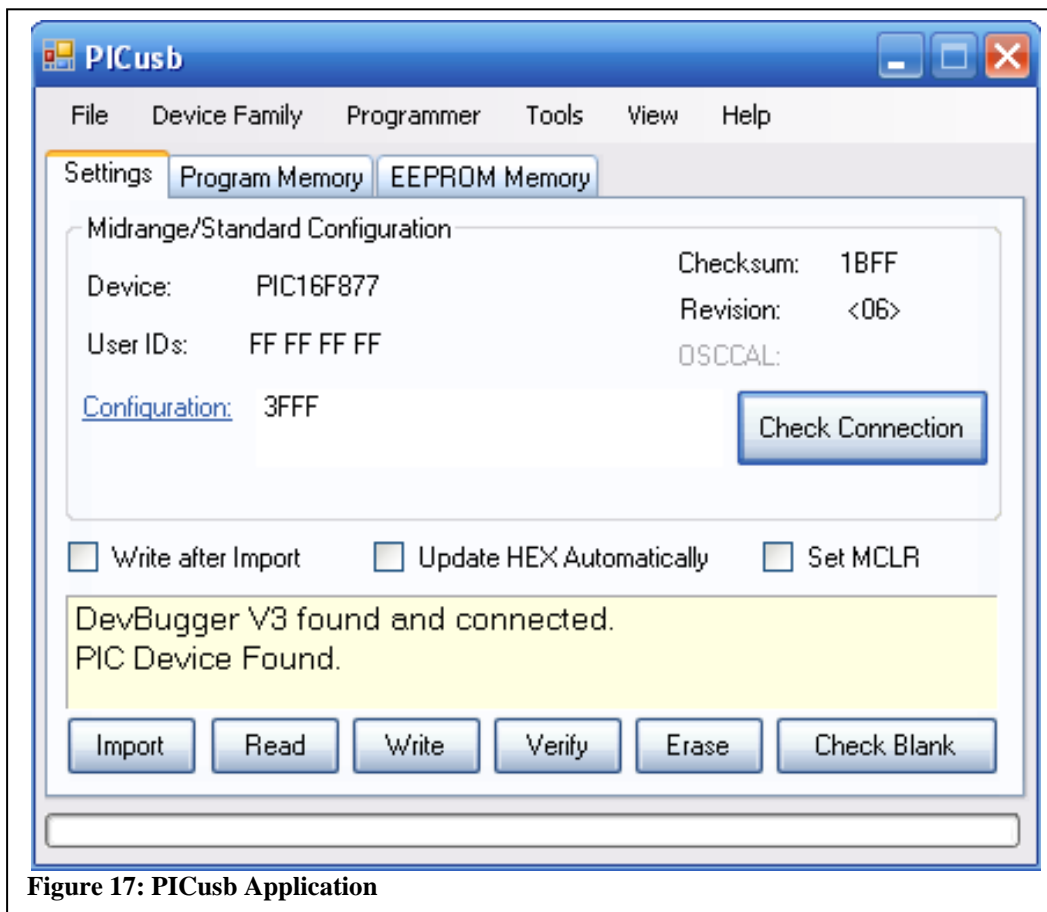 PICusb
File Device Family Programmer Tools View Help
Settings Program Memory EEPROM Memory
Midrange/Standard Configuration
Device: PIC16F877
Checksum: 1BFF
User IDs: FF FF FF FF
Revision: <06>
OSCCAL:
Configuration: 3FFF
Check Connection
Write after Import Update HEX Automatically Set MCLR
DevBugger V3 found and connected.
PIC Device Found.
Import Read Write Verify Erase Check Blank
Figure 17: PICusb Application